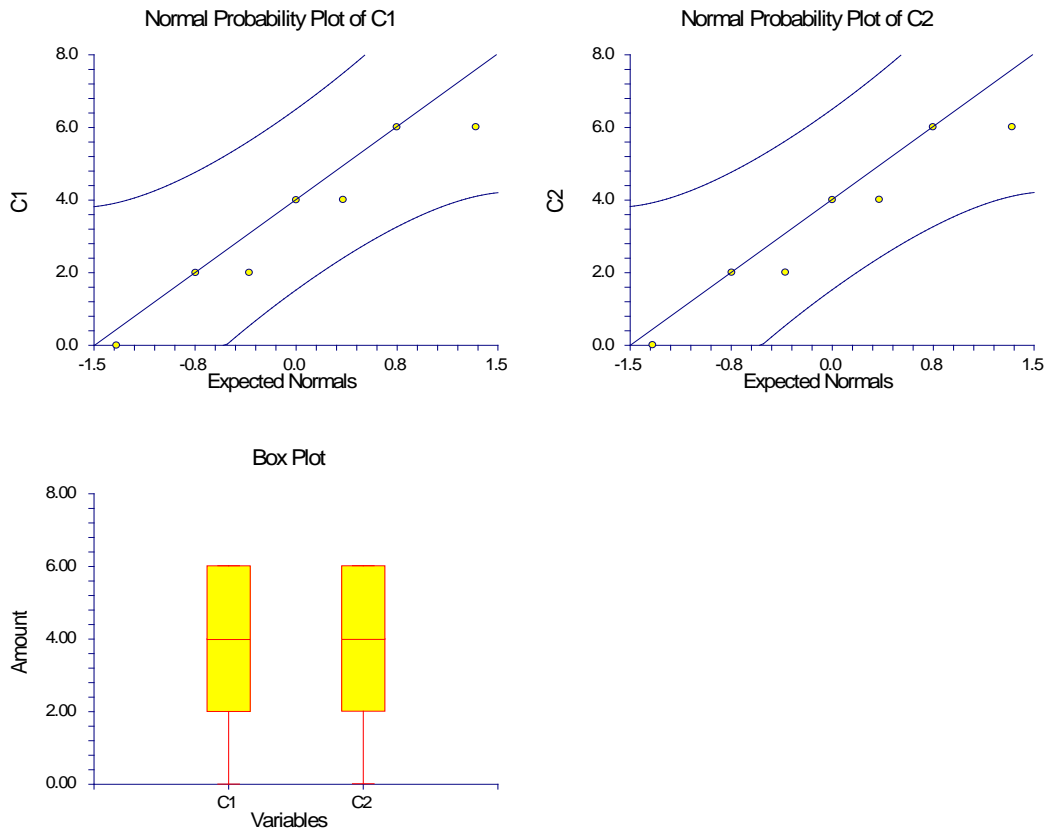 Normal Probability Plot of C1
8.0
6.0
4.0
2.0
0.0
C1
-1.5
-0.8
0.0
0.8
1.5
Expected Normals
Normal Probability Plot of C2
8.0
6.0
4.0
2.0
0.0
C2
-1.5
-0.8
0.0
0.8
1.5
Expected Normals
Box Plot
8.00
6.00
4.00
2.00
0.00
Amount
C1
C2
Variables